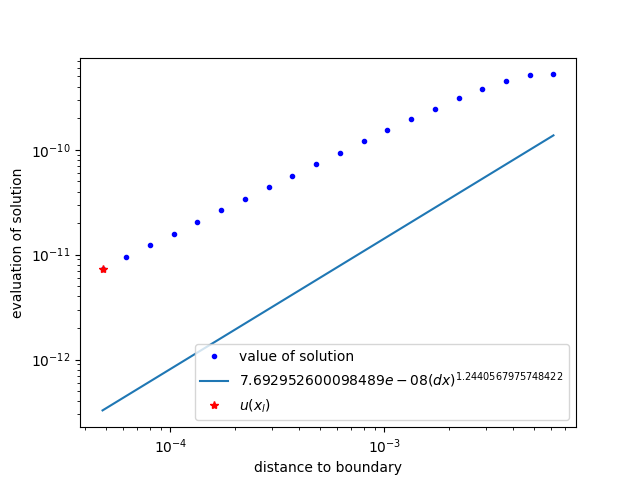 evaluation of solution
10⁻¹⁰
10⁻¹¹
10⁻¹²
value of solution
7.692952600098489e − 08(dx)^1.2440567975748422
u(x_l)
10⁻⁴
10⁻³
distance to boundary